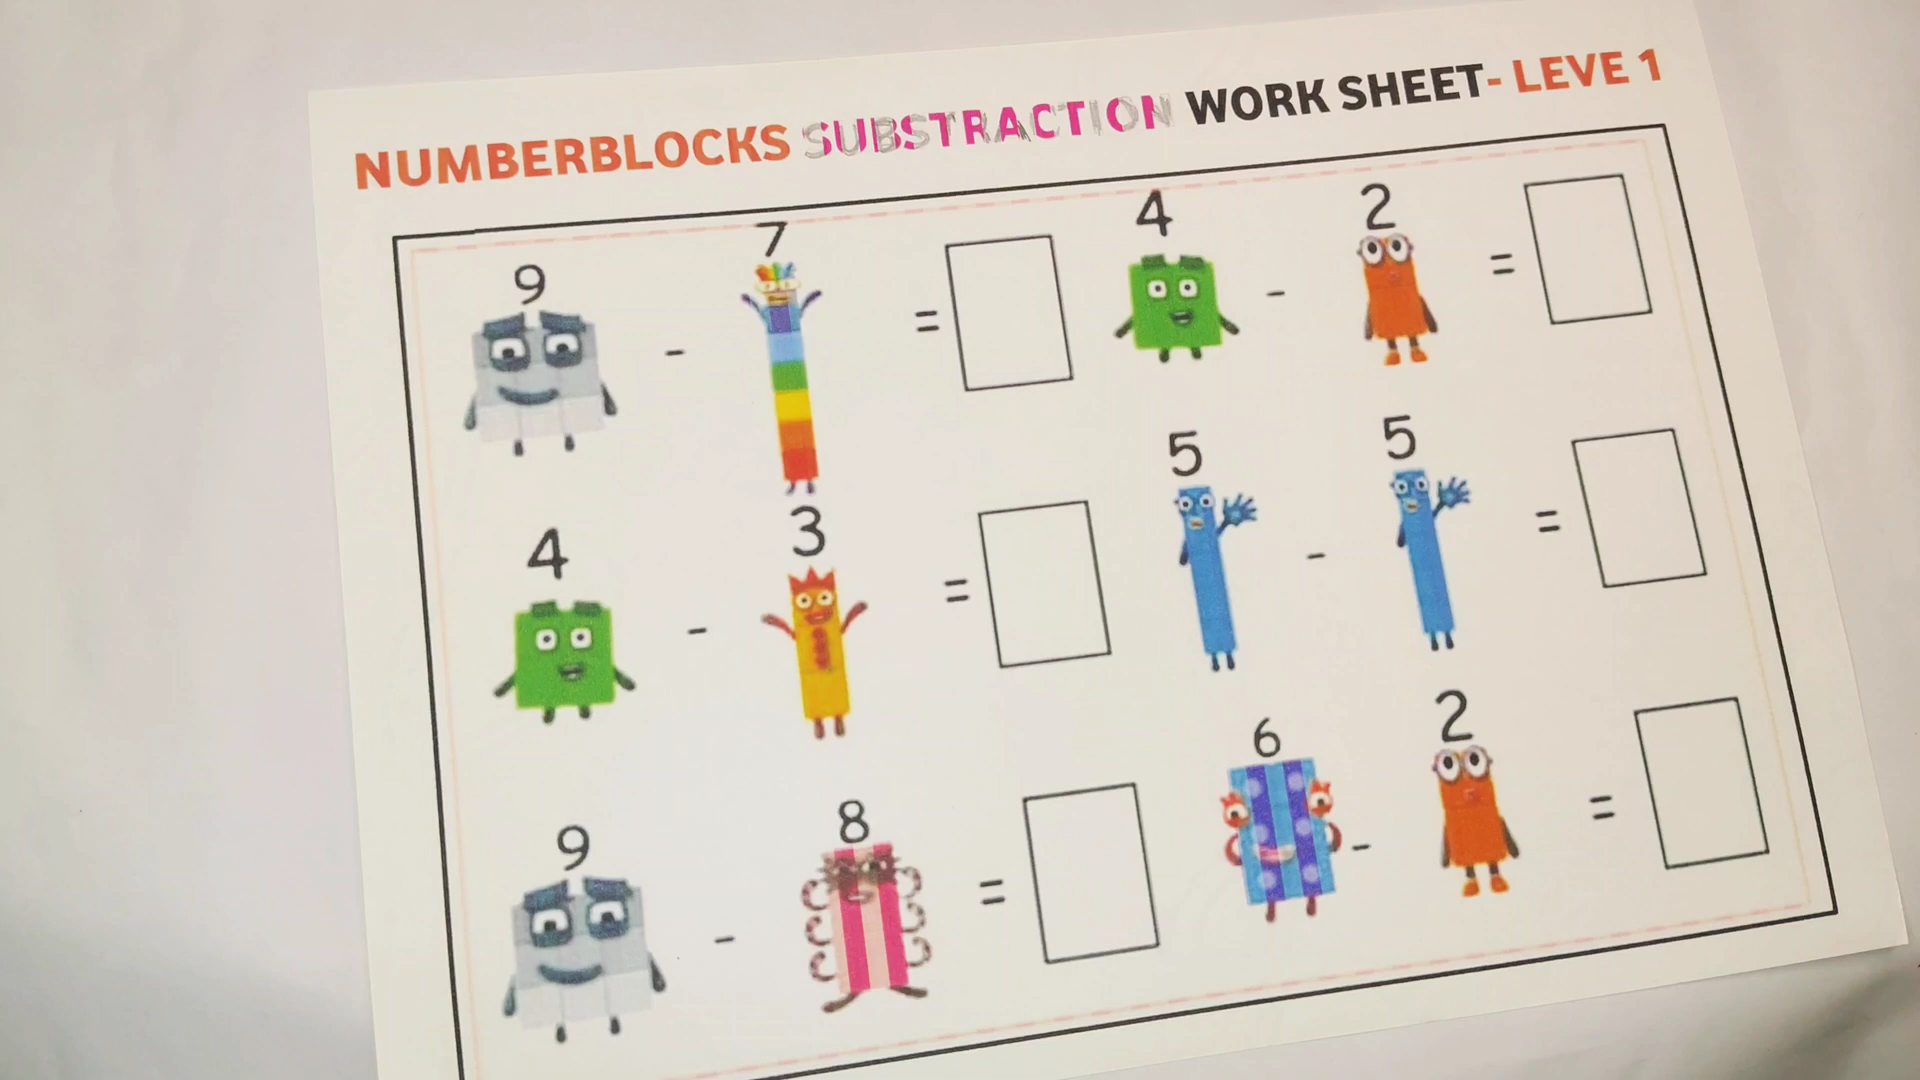 NUMBERBLOCKS SUBSTRACTION WORK SHEET- LEVE 1
9 - 7 =
4 - 2 =
4 - 3 =
5 - 5 =
9 - 8 =
6 - 2 =